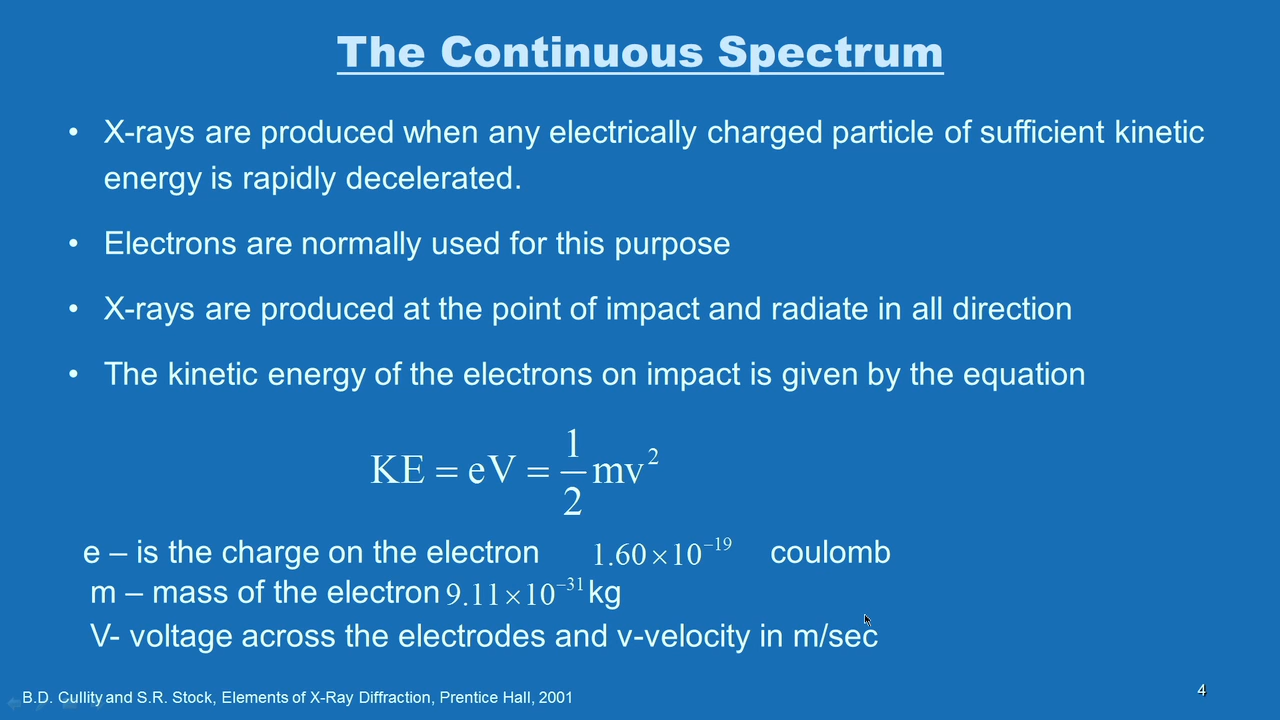 The Continuous Spectrum
• X-rays are produced when any electrically charged particle of sufficient kinetic
energy is rapidly decelerated.
• Electrons are normally used for this purpose
• X-rays are produced at the point of impact and radiate in all direction
• The kinetic energy of the electrons on impact is given by the equation
KE = eV = 1/2 mv²
e – is the charge on the electron 1.60×10⁻¹⁹ coulomb
m – mass of the electron 9.11×10⁻³¹ kg
V- voltage across the electrodes and v-velocity in m/sec
B.D. Cullity and S.R. Stock, Elements of X-Ray Diffraction, Prentice Hall, 2001
4